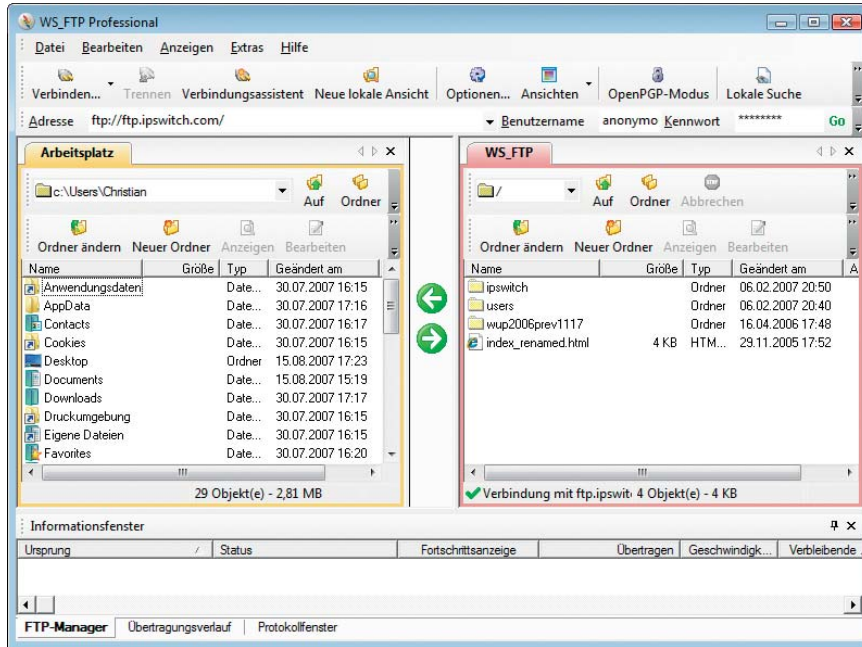 WS_FTP Professional
Datei Bearbeiten Anzeigen Extras Hilfe
Verbinden... Trennen Verbindungsassistent Neue lokale Ansicht Optionen... Ansichten OpenPGP-Modus Lokale Suche
Adresse ftp://ftp.ipswitch.com/ Benutzername anonymo Kennwort ******** Go
Arbeitsplatz
c:\Users\Christian Auf Ordner
Ordner ändern Neuer Ordner Anzeigen Bearbeiten
Name Größe Typ Geändert am
Anwendungsdaten Date... 30.07.2007 16:15
AppData Date... 30.07.2007 17:16
Contacts Date... 30.07.2007 16:17
Cookies Date... 30.07.2007 16:15
Desktop Ordner 15.08.2007 17:23
Documents Date... 15.08.2007 15:19
Downloads Date... 30.07.2007 17:17
Druckumgebung Date... 30.07.2007 16:15
Eigene Dateien Date... 30.07.2007 16:15
Favorites Date... 30.07.2007 16:20
29 Objekt(e) - 2,81 MB
WS_FTP
/ Auf Ordner Abbrechen
Ordner ändern Neuer Ordner Anzeigen Bearbeiten
Name Größe Typ Geändert am A
ipswitch Ordner 06.02.2007 20:50
users Ordner 06.02.2007 20:40
wup2006prev1117 Ordner 16.04.2006 17:48
index_renamed.html 4 KB HTM... 29.11.2005 17:52
Verbindung mit ftp.ipswit 4 Objekt(e) - 4 KB
Informationsfenster
Ursprung / Status Fortschrittsanzeige Übertragen Geschwindigk... Verbleibende
FTP-Manager Übertragungsverlauf Protokollfenster